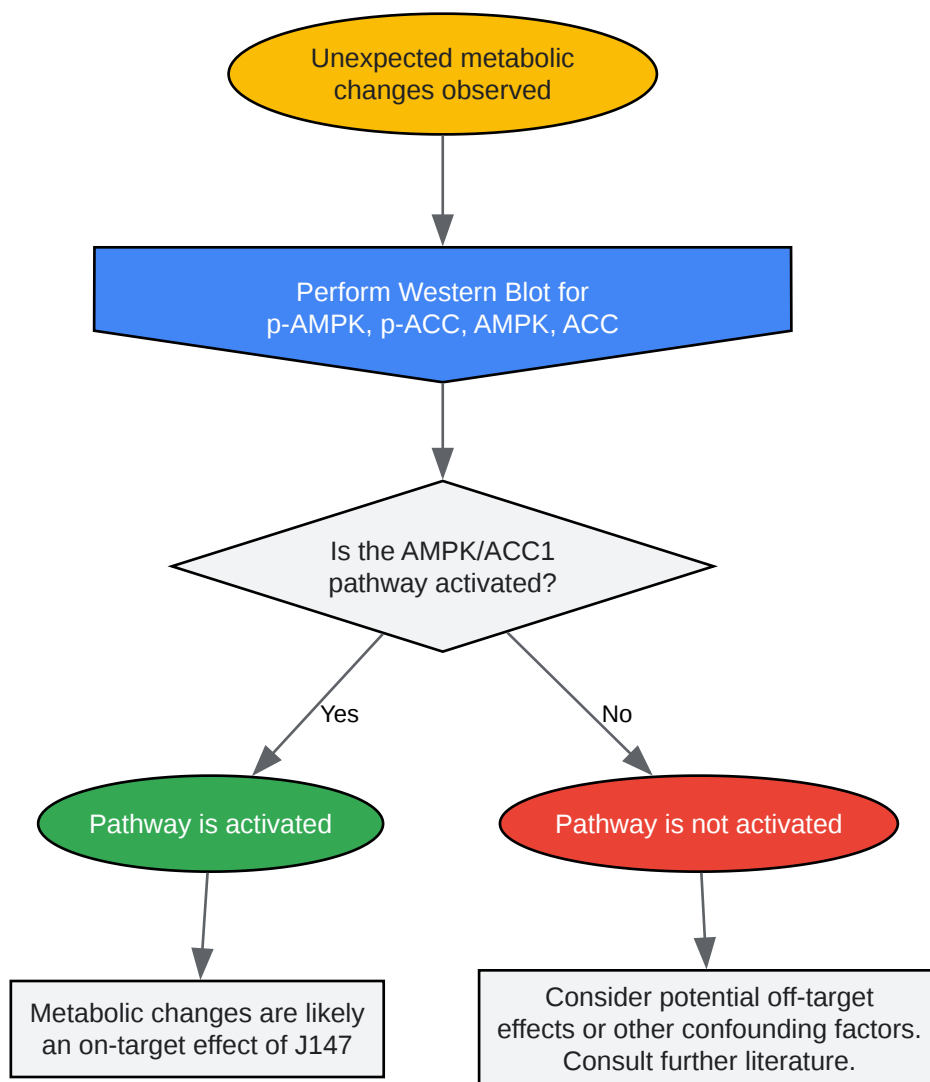 Unexpected metabolic
changes observed
Perform Western Blot for
p-AMPK, p-ACC, AMPK, ACC
Is the AMPK/ACC1
pathway activated?
Yes
No
Pathway is activated
Pathway is not activated
Metabolic changes are likely
an on-target effect of J147
Consider potential off-target
effects or other confounding factors.
Consult further literature.